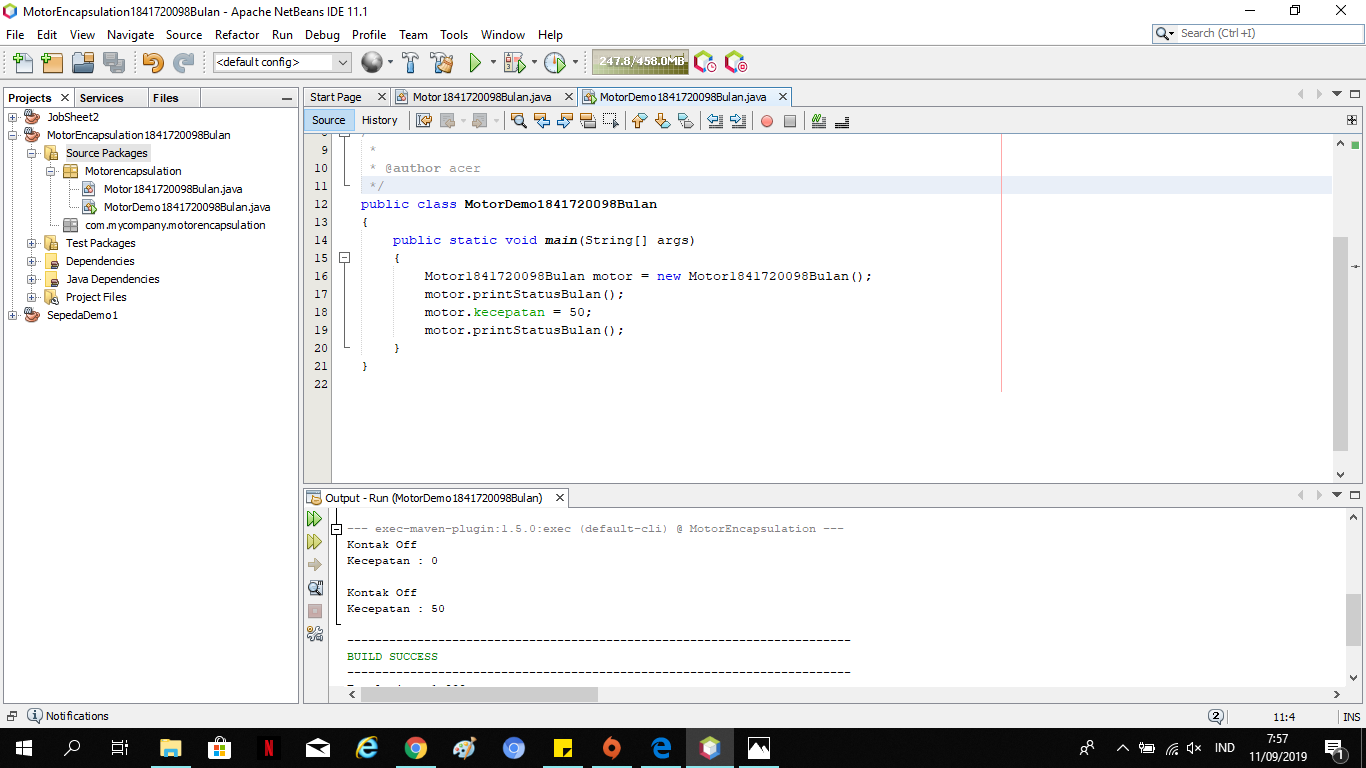 MotorEncapsulation1841720098Bulan - Apache NetBeans IDE 11.1
File Edit View Navigate Source Refactor Run Debug Profile Team Tools Window Help
Search (Ctrl+I)
<default config>
247.8/458.0MB
Projects Services Files
JobSheet2
MotorEncapsulation1841720098Bulan
Source Packages
Motorencapsulation
Motor1841720098Bulan.java
MotorDemo1841720098Bulan.java
com.mycompany.motorencapsulation
Test Packages
Dependencies
Java Dependencies
Project Files
SepedaDemo1
Start Page Motor1841720098Bulan.java MotorDemo1841720098Bulan.java
Source History
9 *
10 * @author acer
11 */
12 public class MotorDemo1841720098Bulan
13 {
14 public static void main(String[] args)
15 {
16 Motor1841720098Bulan motor = new Motor1841720098Bulan();
17 motor.printStatusBulan();
18 motor.kecepatan = 50;
19 motor.printStatusBulan();
20 }
21 }
22
Output - Run (MotorDemo1841720098Bulan)
--- exec-maven-plugin:1.5.0:exec (default-cli) @ MotorEncapsulation ---
Kontak Off
Kecepatan : 0
Kontak Off
Kecepatan : 50
------------------------------------------------------------------------
BUILD SUCCESS
------------------------------------------------------------------------
Notifications
2
11:4 INS
IND
7:57
11/09/2019
1